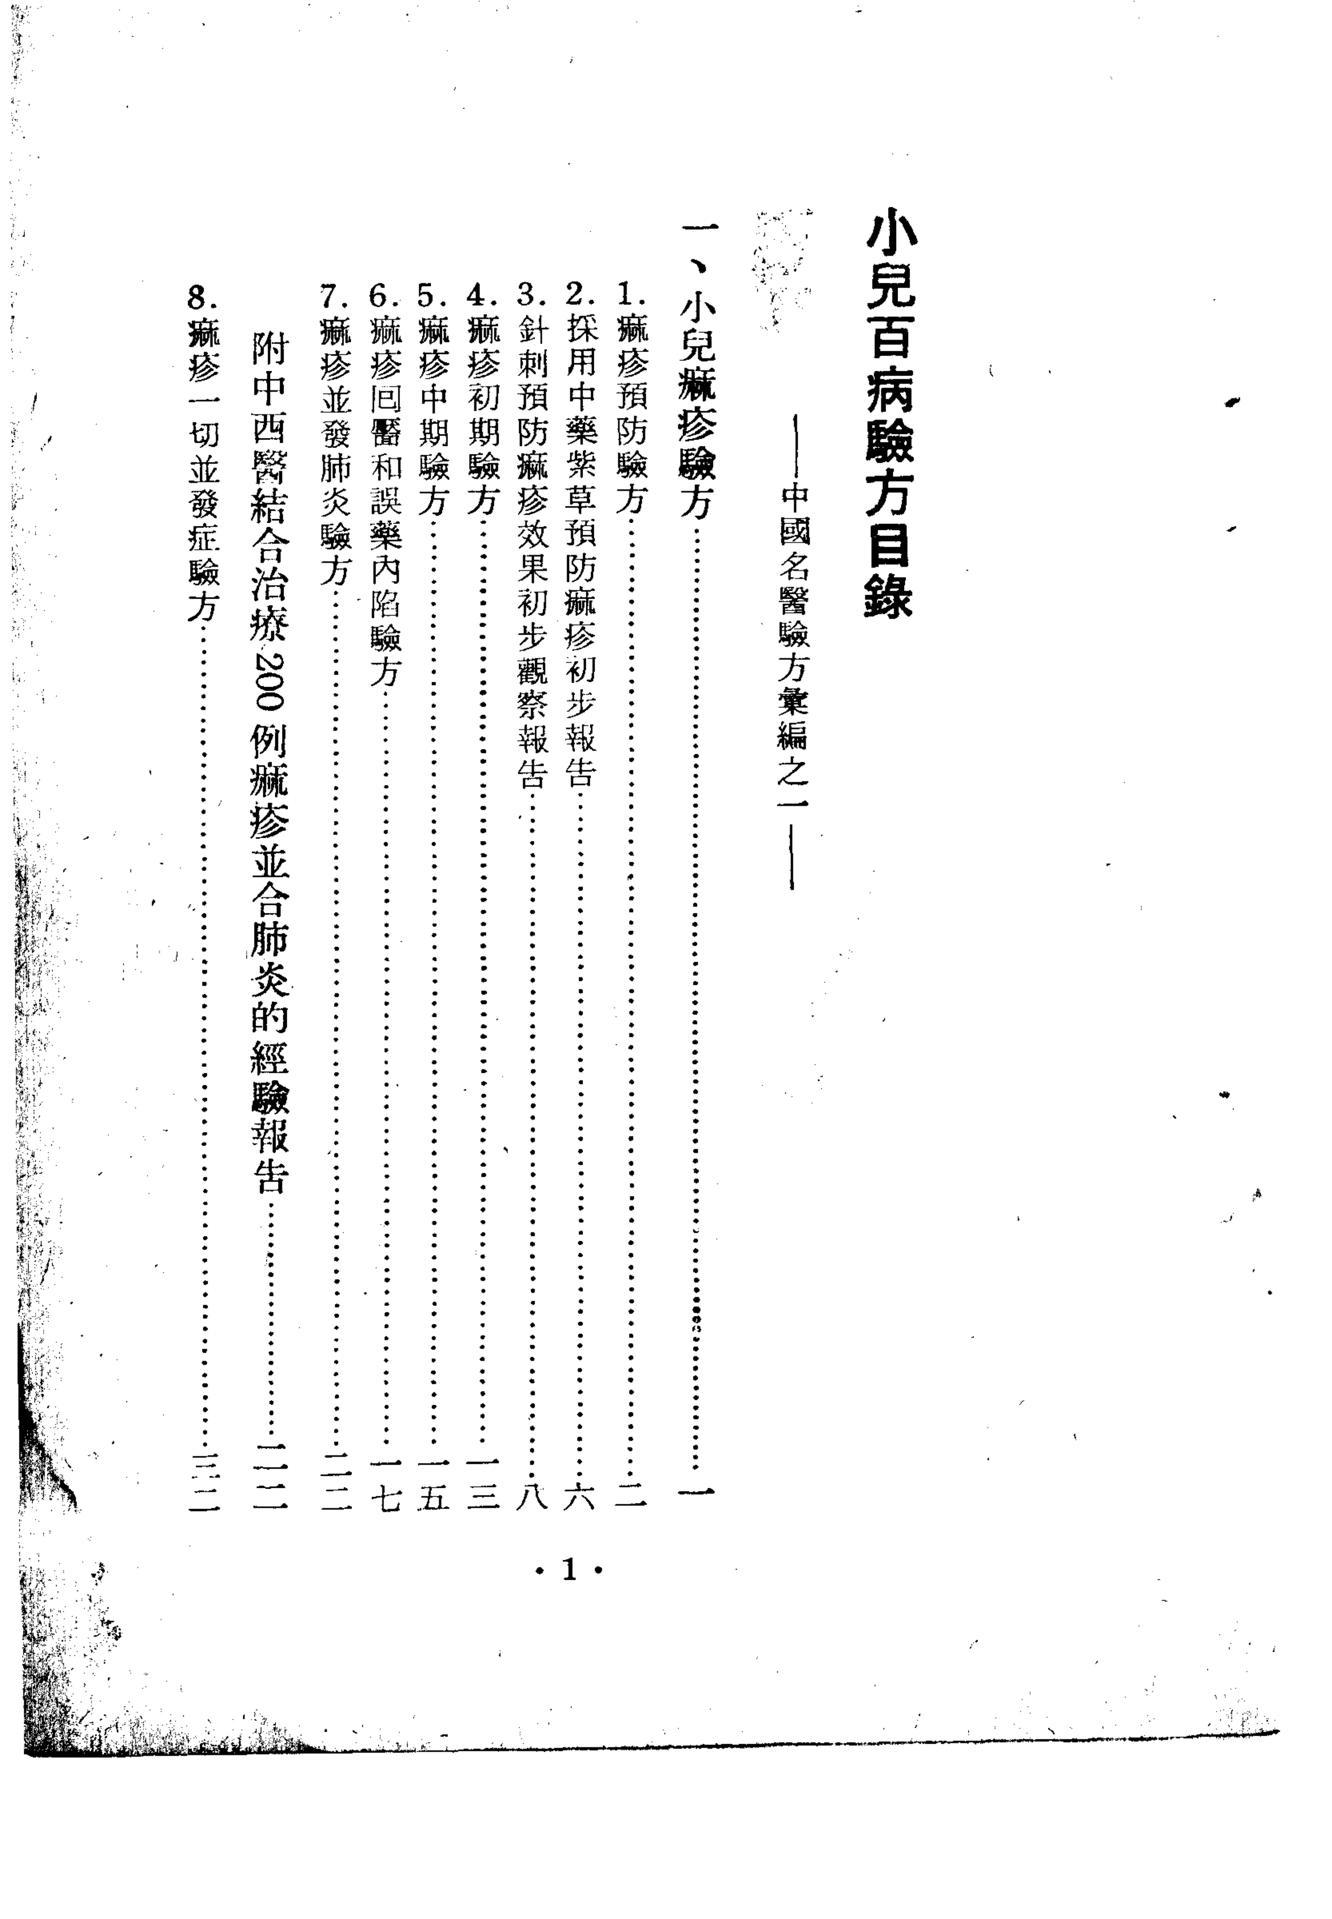 小兒百病驗方目錄
——中國名醫驗方彙編之一——
一、小兒痲疹驗方……一
1.痲疹預防驗方……二
2.採用中藥紫草預防痲疹初步報告……六
3.針刺預防痲疹效果初步觀察報告……八
4.痲疹初期驗方……一三
5.痲疹中期驗方……一五
6.痲疹囘醫和誤藥內陷驗方……一七
7.痲疹並發肺炎驗方……二二
附中西醫結合治療200例痲疹並合肺炎的經驗報告……二二
8.痲疹一切並發症驗方……三二
·1·